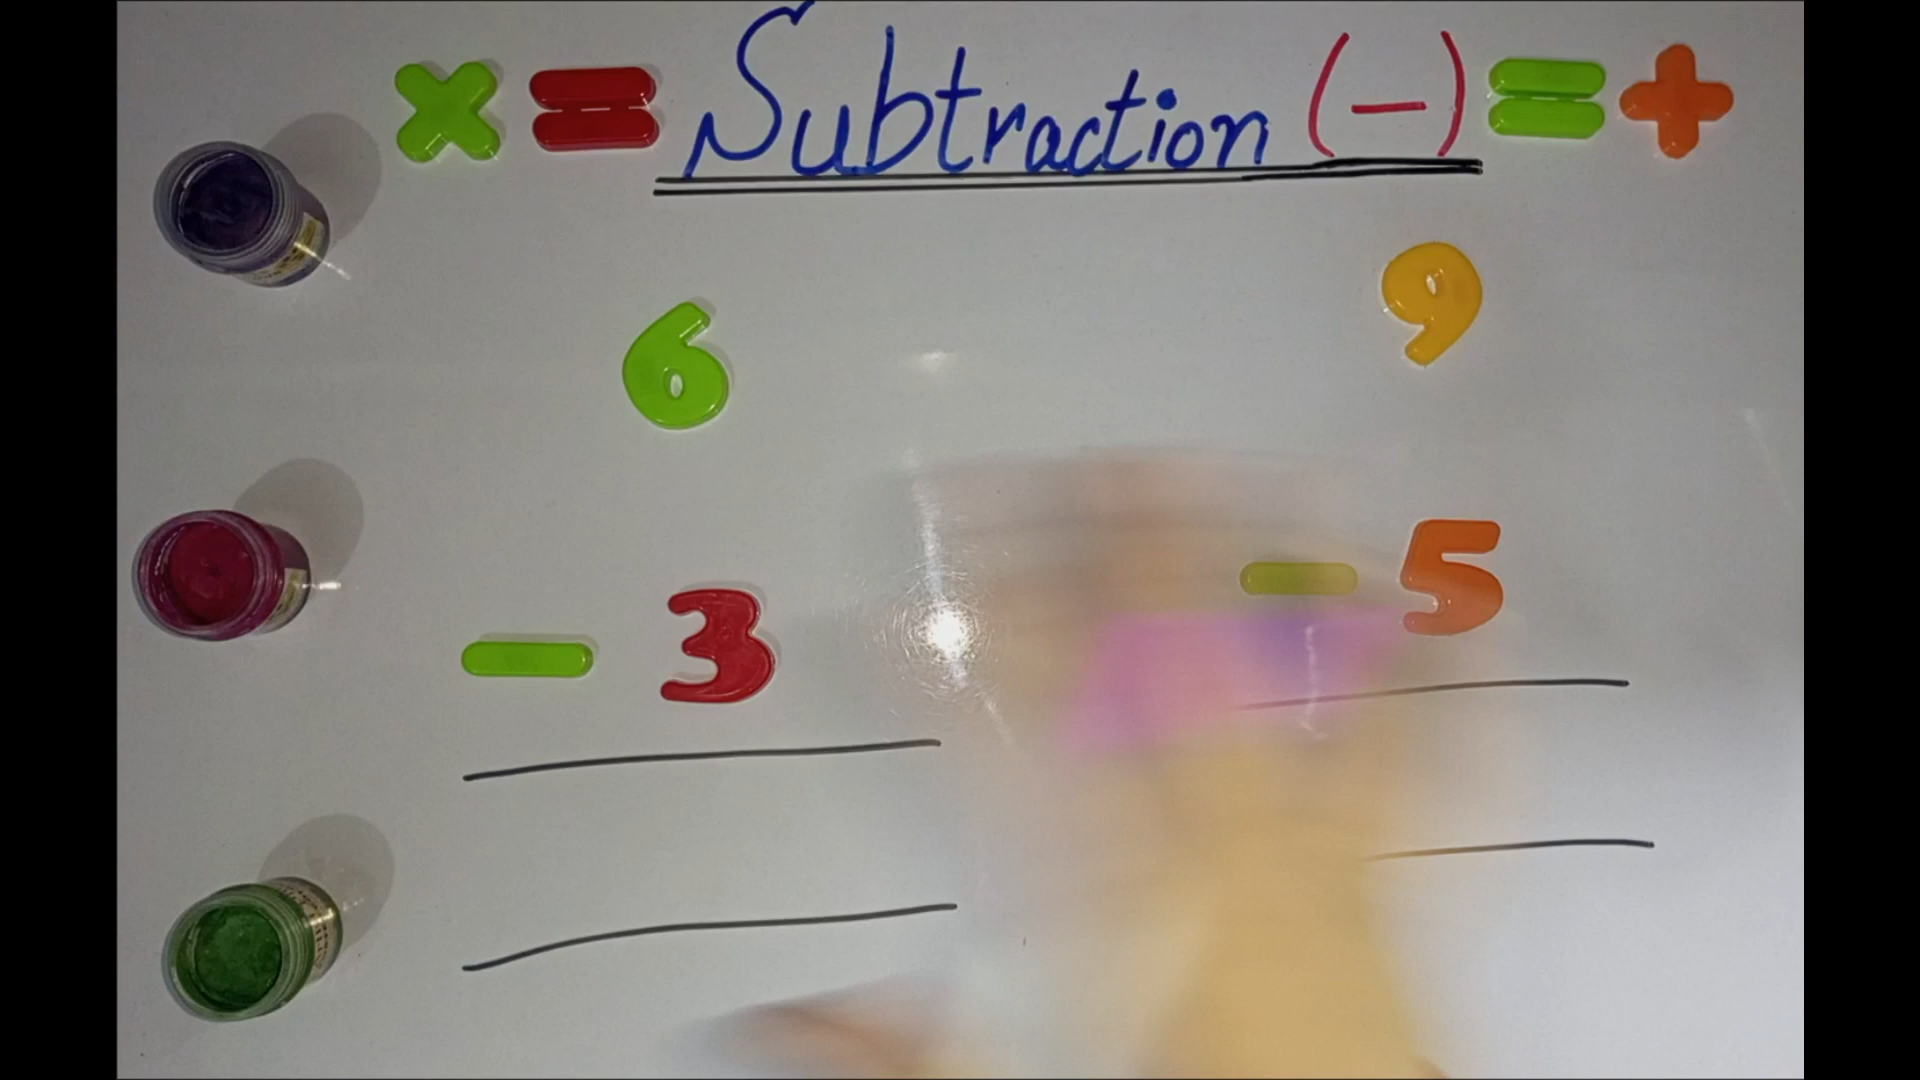 × = Subtraction (-) = +
6
9
- 3
- 5